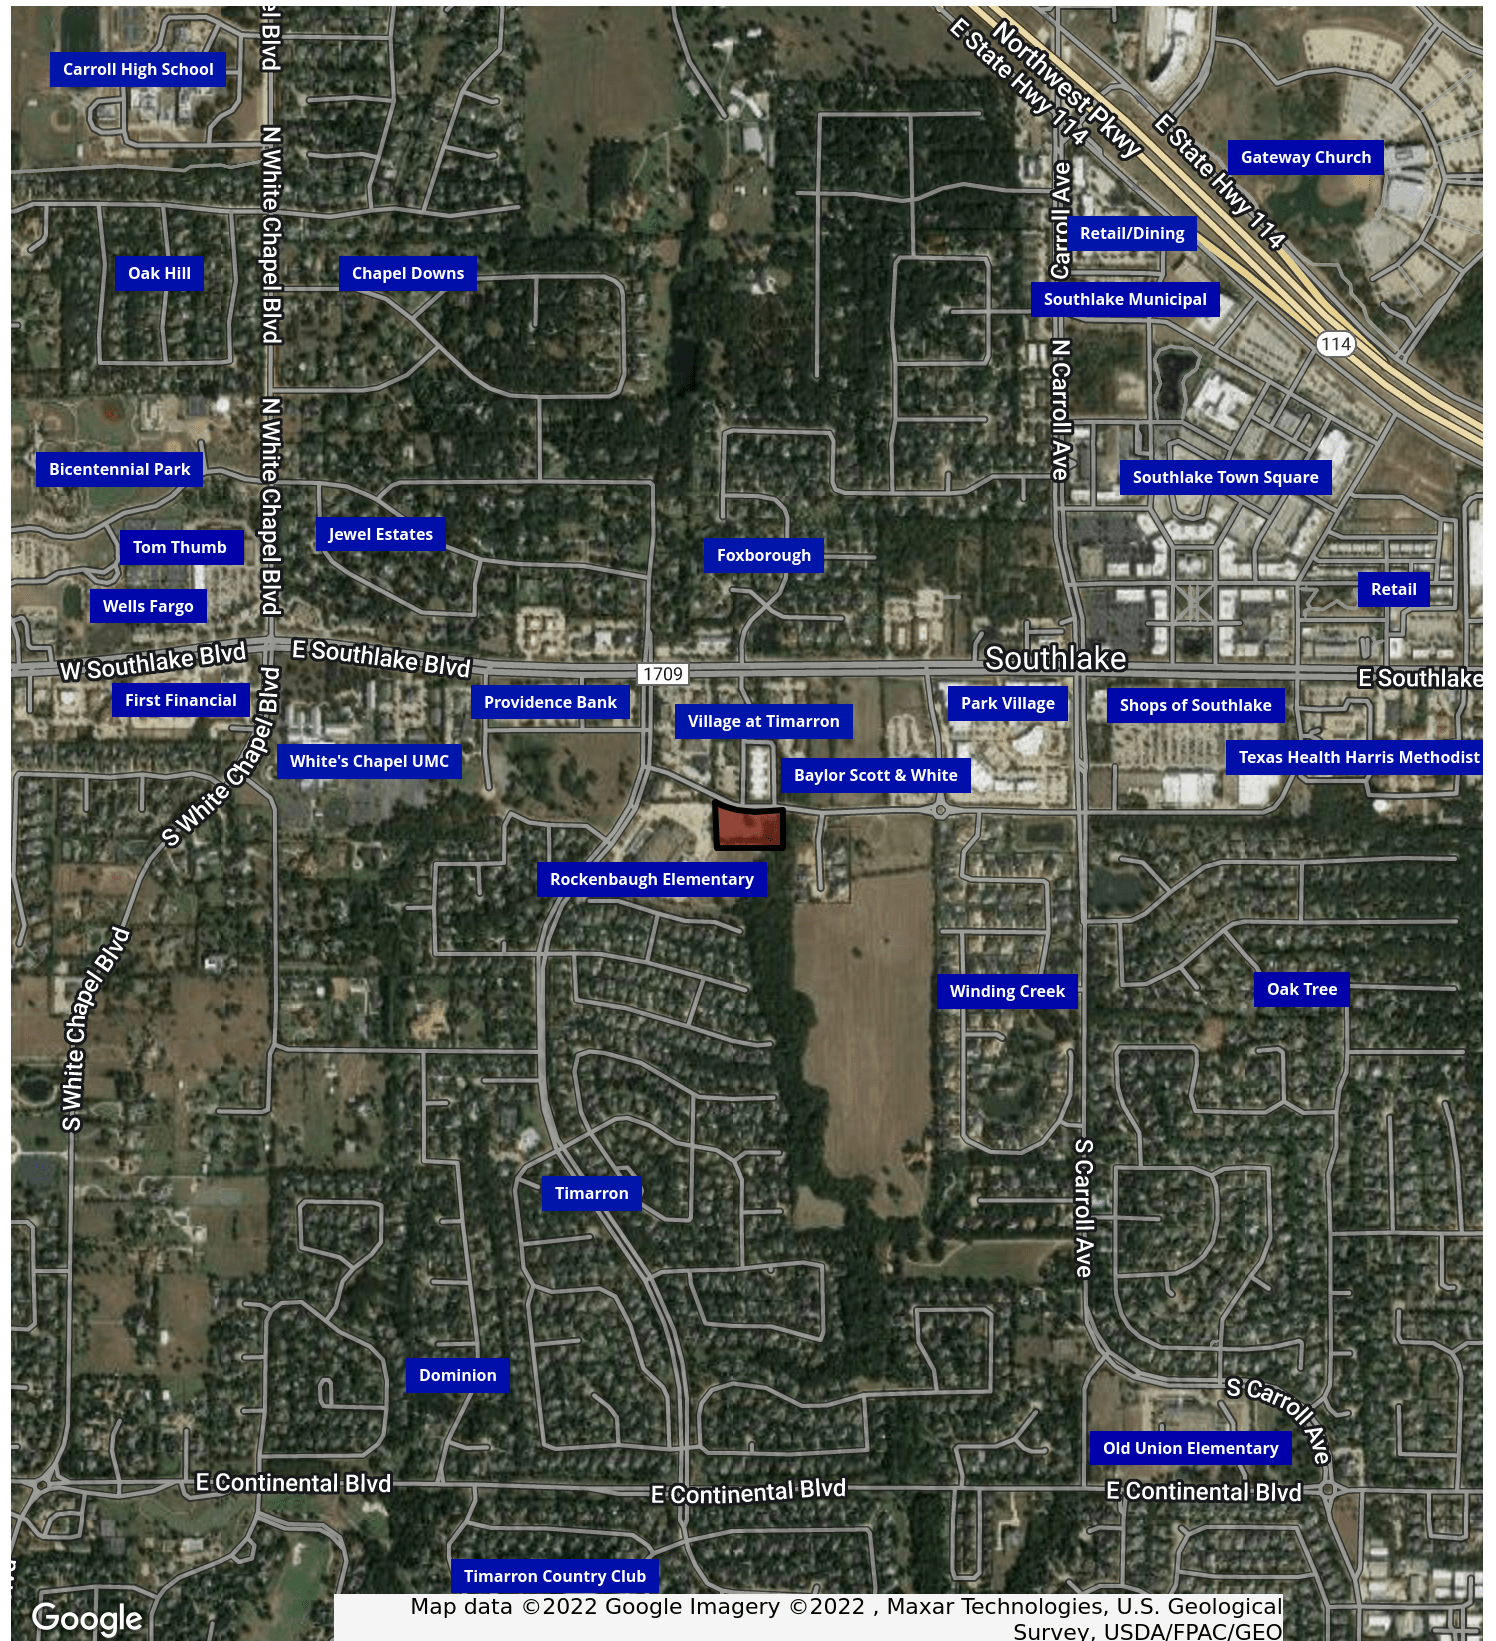 el Blvd
Northwest Pkwy
E State Hwy 114
E State Hwy 114
Carroll High School
N White Chapel Blvd
Gateway Church
N Carroll Ave
Retail/Dining
Oak Hill
Chapel Downs
Southlake Municipal
114
N Carroll Ave
N White Chapel Blvd
Bicentennial Park
Southlake Town Square
Jewel Estates
Tom Thumb
Foxborough
Retail
Wells Fargo
W Southlake Blvd
E Southlake Blvd
1709
Southlake
E Southlake
First Financial
S White Chapel Blvd
Providence Bank
Park Village
Shops of Southlake
Village at Timarron
White's Chapel UMC
Baylor Scott & White
Texas Health Harris Methodist
Rockenbaugh Elementary
S White Chapel Blvd
Winding Creek
Oak Tree
Timarron
S Carroll Ave
Dominion
S Carroll Ave
Old Union Elementary
E Continental Blvd
E Continental Blvd
E Continental Blvd
Timarron Country Club
Google
Map data ©2022 Google Imagery ©2022 , Maxar Technologies, U.S. Geological
Survey, USDA/FPAC/GEO